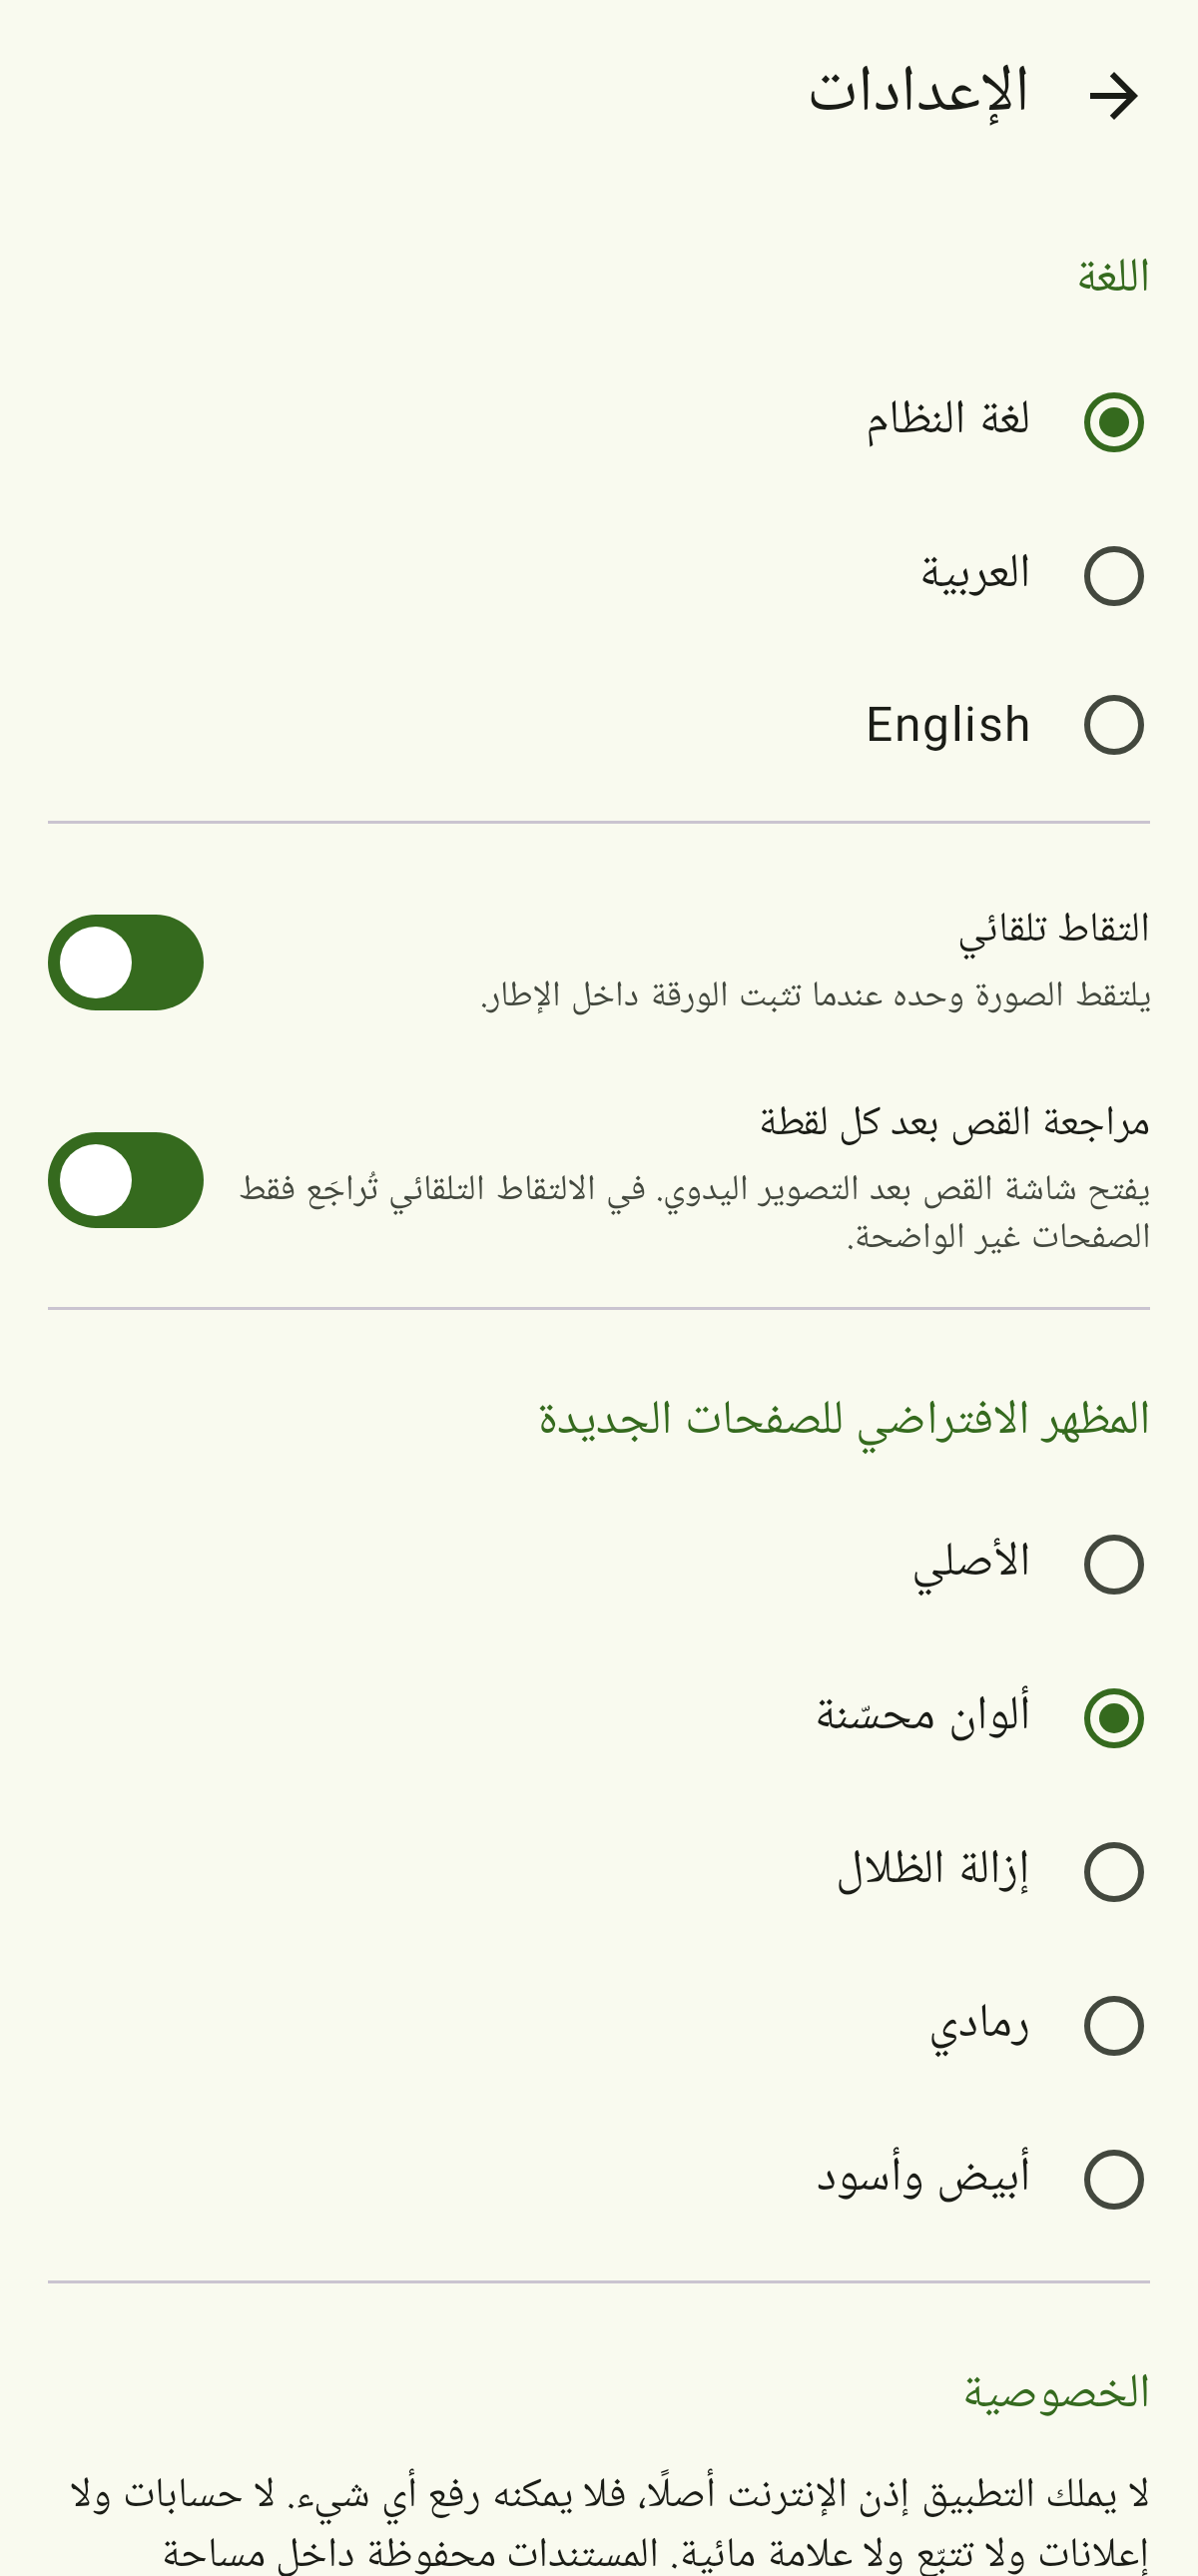 الإعدادات
اللغة
لغة النظام
العربية
English
التقاط تلقائي
يلتقط الصورة وحده عندما تثبت الورقة داخل الإطار.
مراجعة القص بعد كل لقطة
يفتح شاشة القص بعد التصوير اليدوي. في الالتقاط التلقائي تُراجَع فقط
الصفحات غير الواضحة.
المظهر الافتراضي للصفحات الجديدة
الأصلي
ألوان محسّنة
إزالة الظلال
رمادي
أبيض وأسود
الخصوصية
لا يملك التطبيق إذن الإنترنت أصلًا، فلا يمكنه رفع أي شيء. لا حسابات ولا
إعلانات ولا تتبّع ولا علامة مائية. المستندات محفوظة داخل مساحة